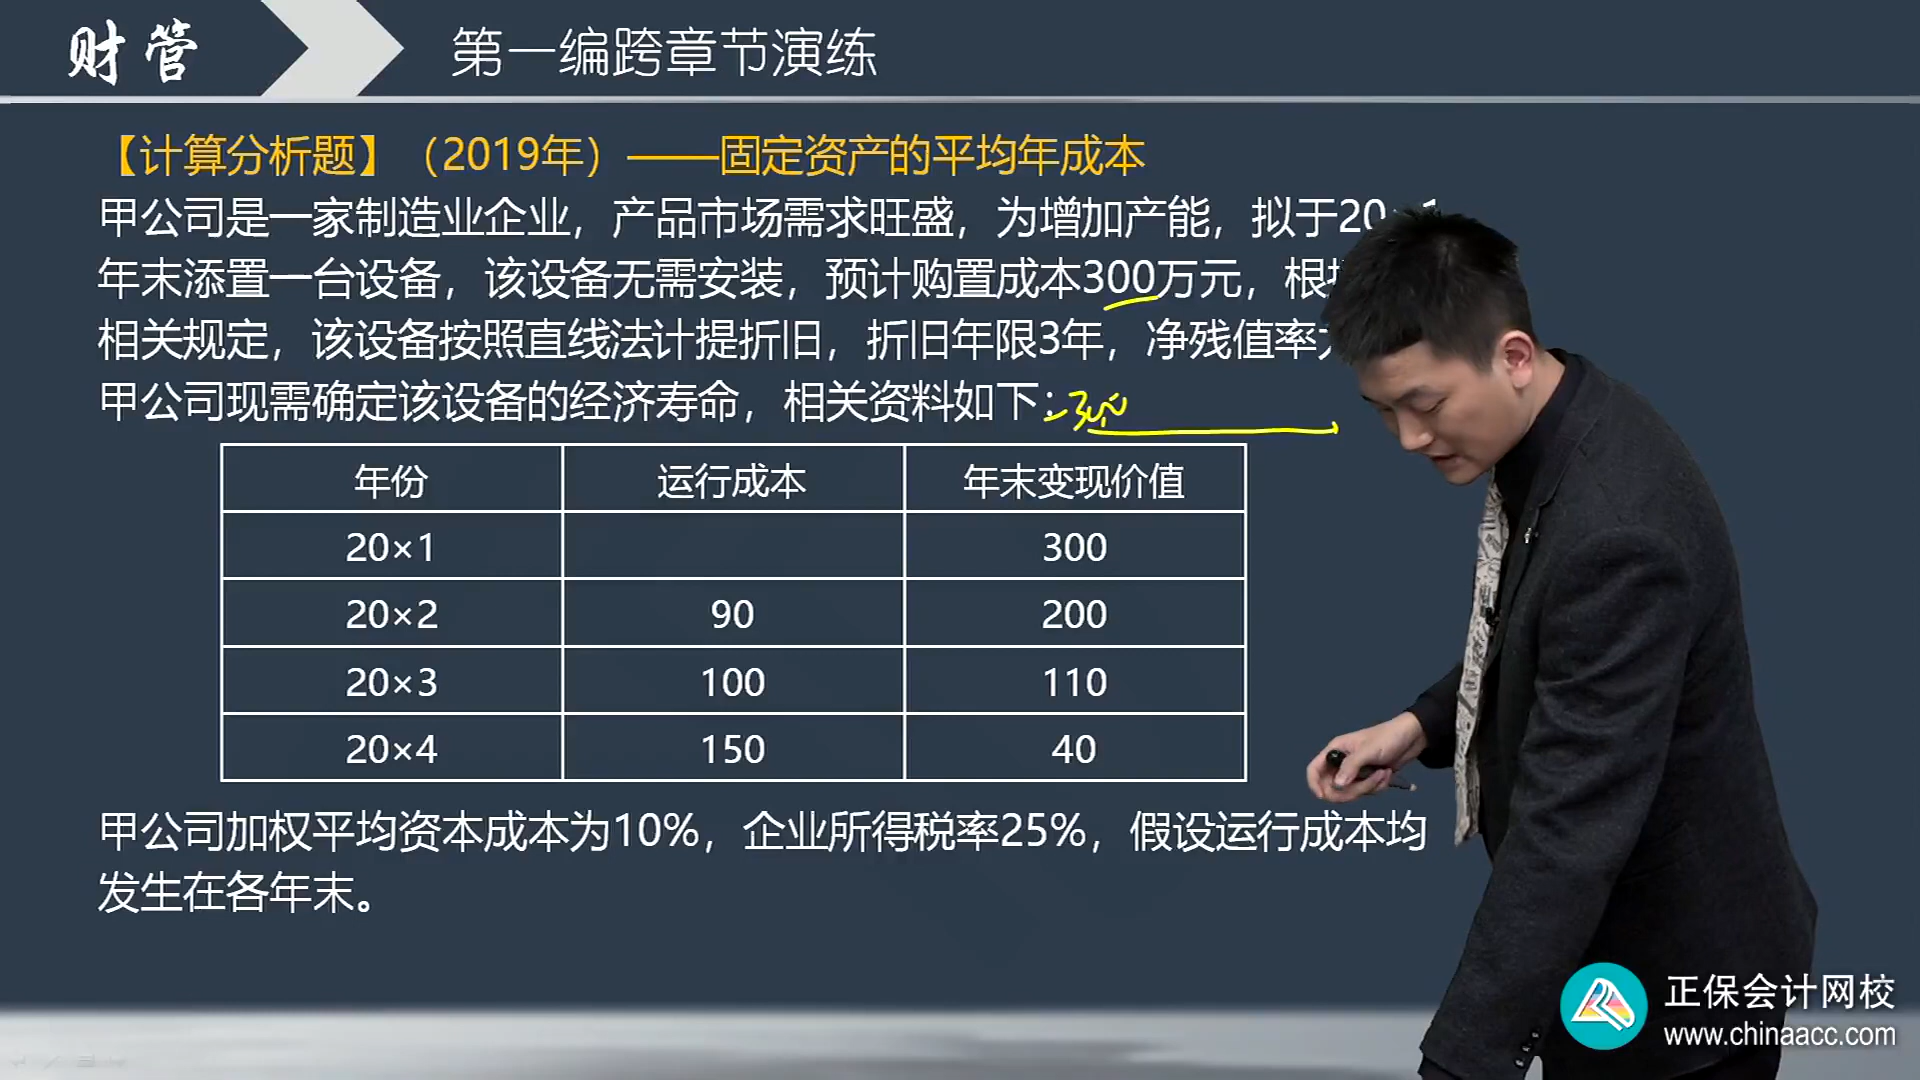 财管
第一编跨章节演练
【计算分析题】（2019年）——固定资产的平均年成本
甲公司是一家制造业企业，产品市场需求旺盛，为增加产能，拟于20×1
年末添置一台设备，该设备无需安装，预计购置成本300万元，根据
相关规定，该设备按照直线法计提折旧，折旧年限3年，净残值率为
甲公司现需确定该设备的经济寿命，相关资料如下：
-300
年份 运行成本 年末变现价值
20×1 300
20×2 90 200
20×3 100 110
20×4 150 40
甲公司加权平均资本成本为10%，企业所得税率25%，假设运行成本均
发生在各年末。
正保会计网校
www.chinaacc.com